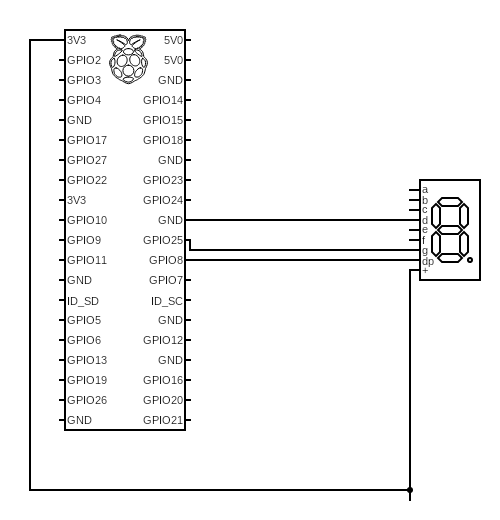 3V3 5V0
GPIO2 5V0
GPIO3 GND
GPIO4 GPIO14
GND GPIO15
GPIO17 GPIO18
GPIO27 GND
GPIO22 GPIO23
3V3 GPIO24
GPIO10 GND
GPIO9 GPIO25
GPIO11 GPIO8
GND GPIO7
ID_SD ID_SC
GPIO5 GND
GPIO6 GPIO12
GPIO13 GND
GPIO19 GPIO16
GPIO26 GPIO20
GND GPIO21
a
b
c
d
e
f
g
dp
+